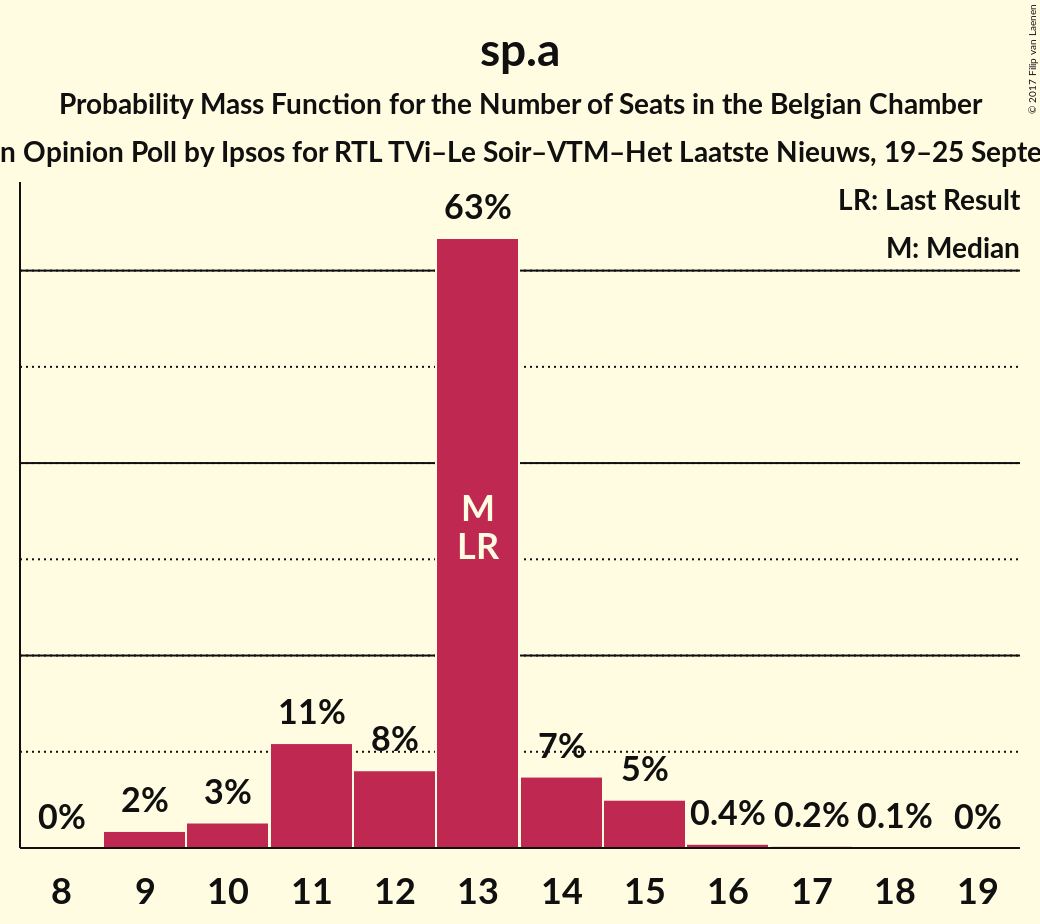 sp.a
Probability Mass Function for the Number of Seats in the Belgian Chamber
n Opinion Poll by Ipsos for RTL TVi–Le Soir–VTM–Het Laatste Nieuws, 19–25 Septe
© 2017 Filip van Laenen
LR: Last Result
M: Median
63%
M
LR
11%
8%
7%
5%
3%
2%
0%
0.4%
0.2%
0.1%
0%
8 9 10 11 12 13 14 15 16 17 18 19